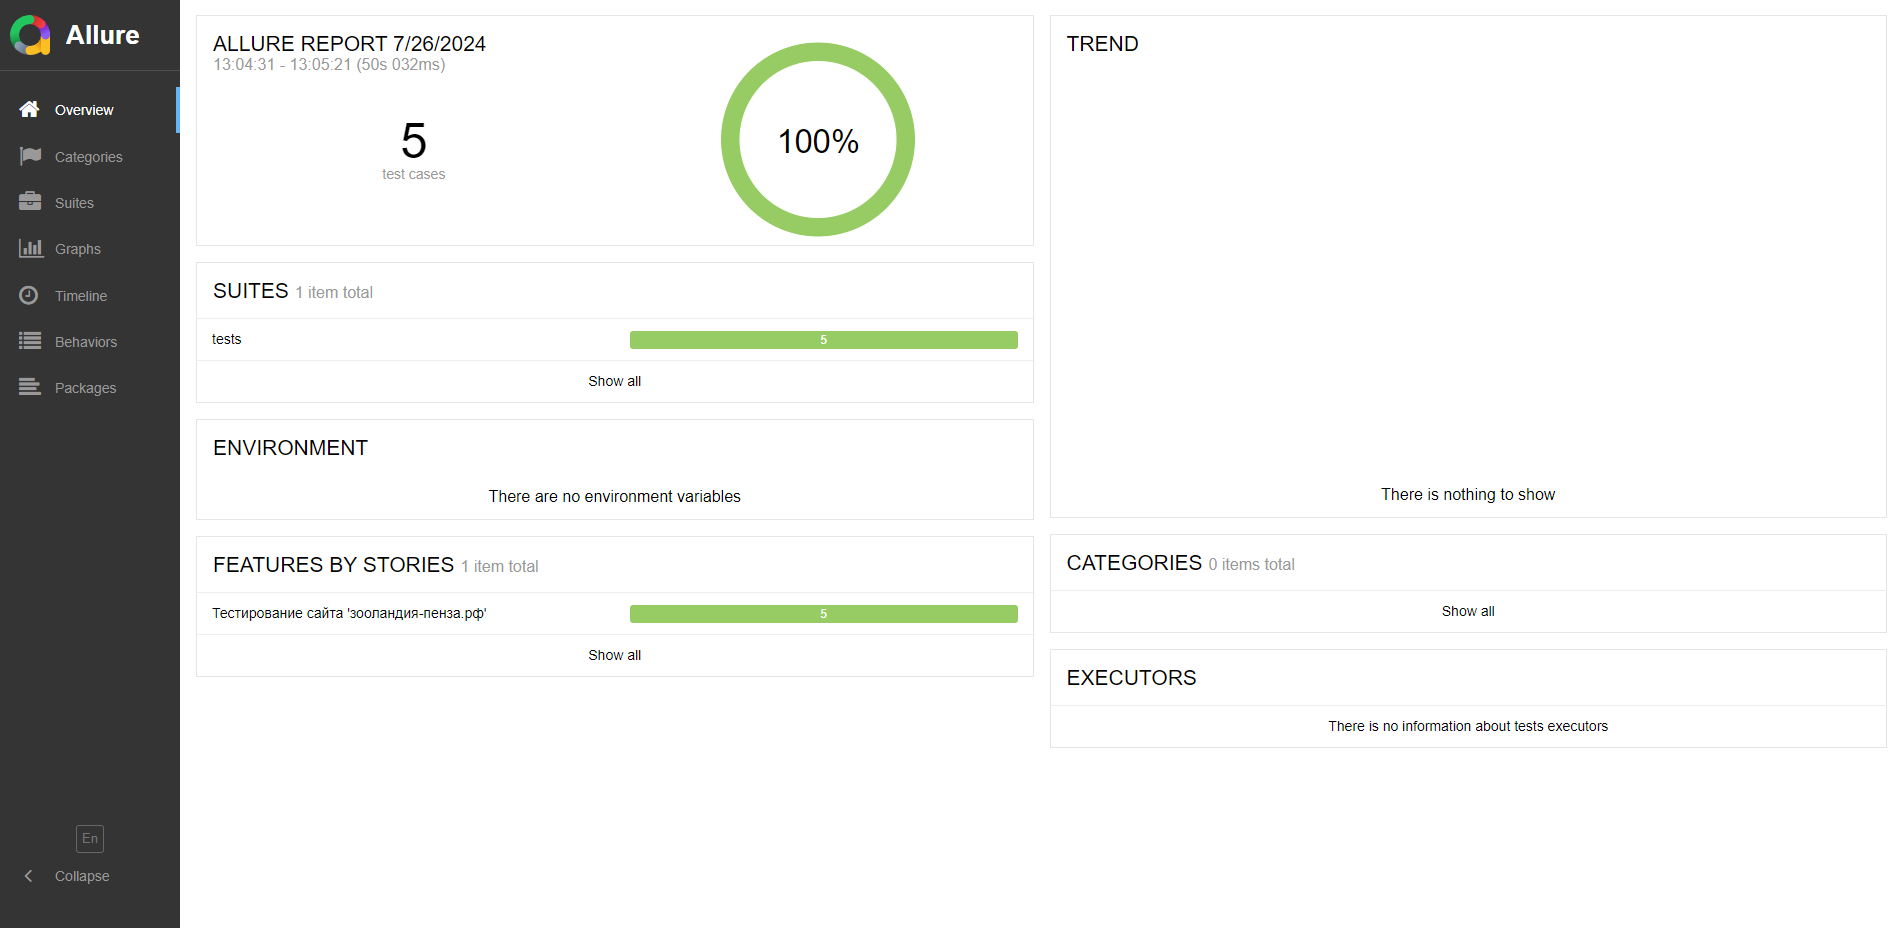 Allure
Overview
Categories
Suites
Graphs
Timeline
Behaviors
Packages
En
Collapse
ALLURE REPORT 7/26/2024
13:04:31 - 13:05:21 (50s 032ms)
5
test cases
100%
SUITES 1 item total
tests 5
Show all
ENVIRONMENT
There are no environment variables
FEATURES BY STORIES 1 item total
Тестирование сайта 'зооландия-пенза.рф' 5
Show all
TREND
There is nothing to show
CATEGORIES 0 items total
Show all
EXECUTORS
There is no information about tests executors